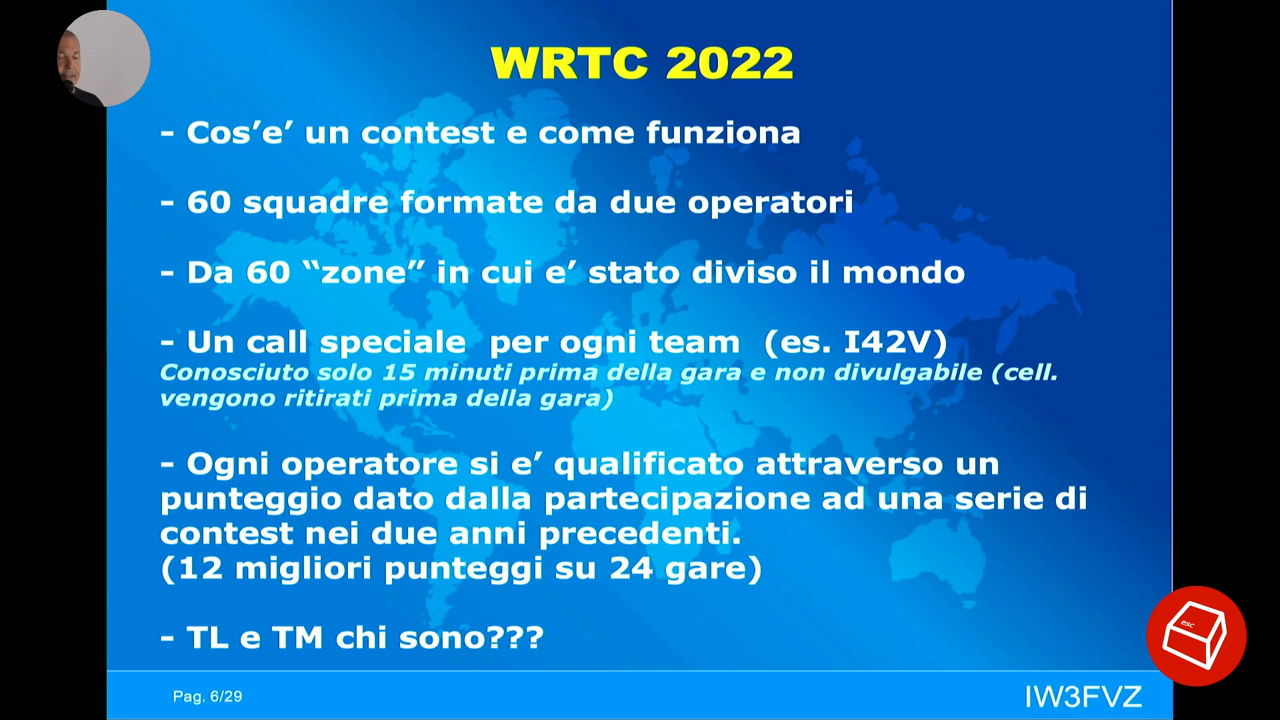 WRTC 2022
- Cos’e’ un contest e come funziona
- 60 squadre formate da due operatori
- Da 60 “zone” in cui e’ stato diviso il mondo
- Un call speciale  per ogni team  (es. I42V)
Conosciuto solo 15 minuti prima della gara e non divulgabile (cell.
vengono ritirati prima della gara)
- Ogni operatore si e’ qualificato attraverso un
punteggio dato dalla partecipazione ad una serie di
contest nei due anni precedenti.
(12 migliori punteggi su 24 gare)
- TL e TM chi sono???
esc
Pag. 6/29
IW3FVZ